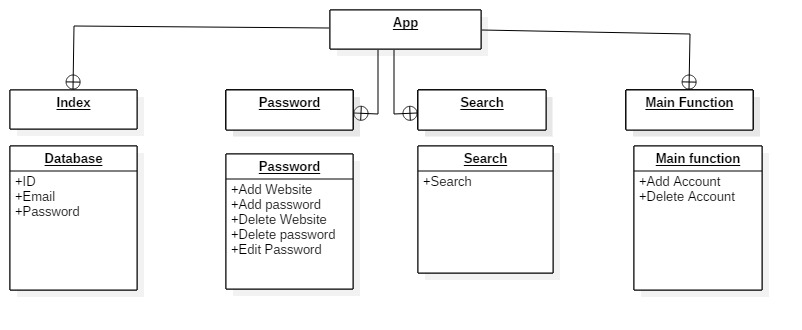 App
Index
Password
Search
Main Function
Database
+ID
+Email
+Password
Password
+Add Website
+Add password
+Delete Website
+Delete password
+Edit Password
Search
+Search
Main function
+Add Account
+Delete Account